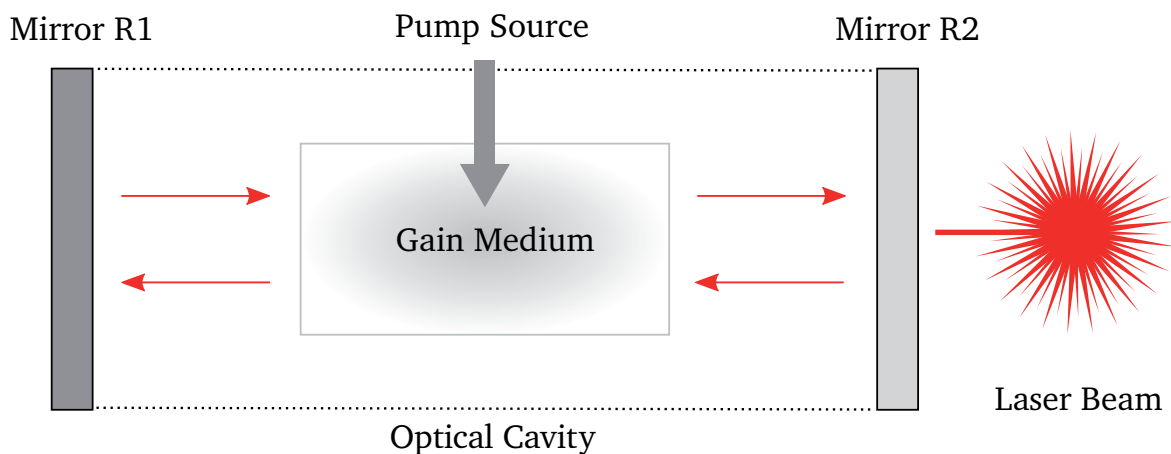 Mirror R1
Pump Source
Mirror R2
Gain Medium
Laser Beam
Optical Cavity